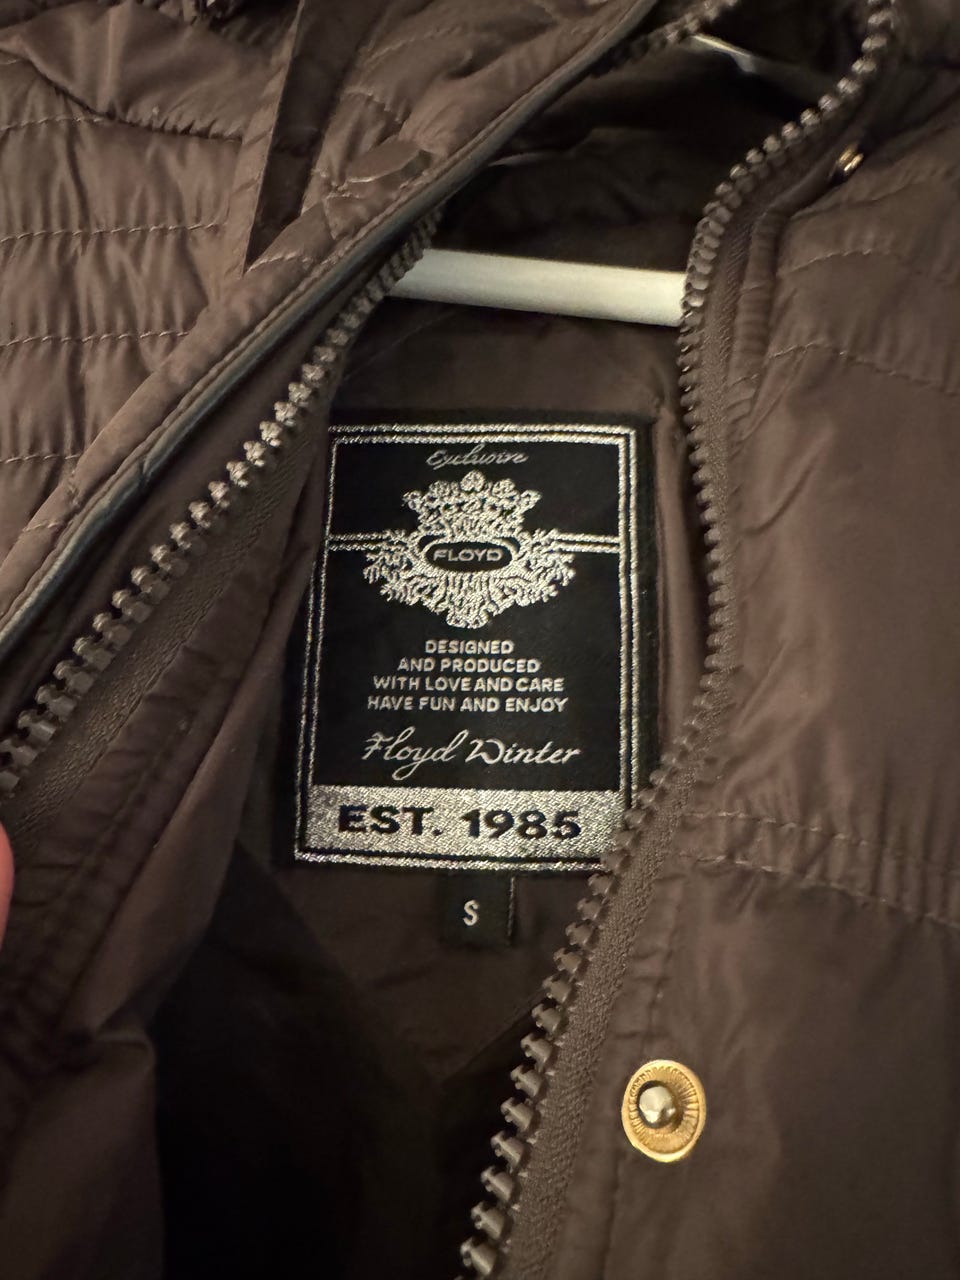 Exclusive
FLOYD
DESIGNED
AND PRODUCED
WITH LOVE AND CARE
HAVE FUN AND ENJOY
Floyd Winter
EST. 1985
S